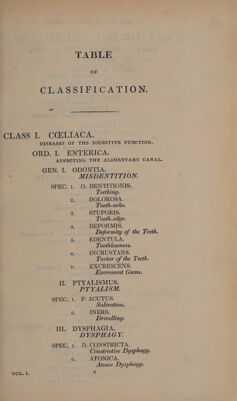 TABLE
OF
CLASSIFICATION.
CLASS I. CŒLIACA.
DISEASES OF THE DIGESTIVE FUNCTION.
ORD. I. ENTERICA.
AFFECTING THE ALIMENTARY CANAL.
GEN. I. ODONTIA.
MISDENTITION.
SPEC. 1. O. DENTITIONIS.
Teething.
2. DOLOROSA.
Tooth-ache.
3. STUPORIS.
Tooth-edge.
4. DEFORMIS.
Deformity of the Teeth.
5. EDENTULA.
Toothlessness.
6. INCRUSTANS.
Tartar of the Teeth.
7. EXCRESCENS.
Excrescent Gums.
II. PTYALISMUS.
PTYALISM.
SPEC. 1. P. ACUTUS.
Salivation.
2. INERS.
Drivelling.
III. DYSPHAGIA.
DYSPHAGY.
SPEC. 1. D. CONSTRICTA.
Constrictive Dysphagy.
2. ATONICA.
Atonic Dysphagy.
VOL. I.